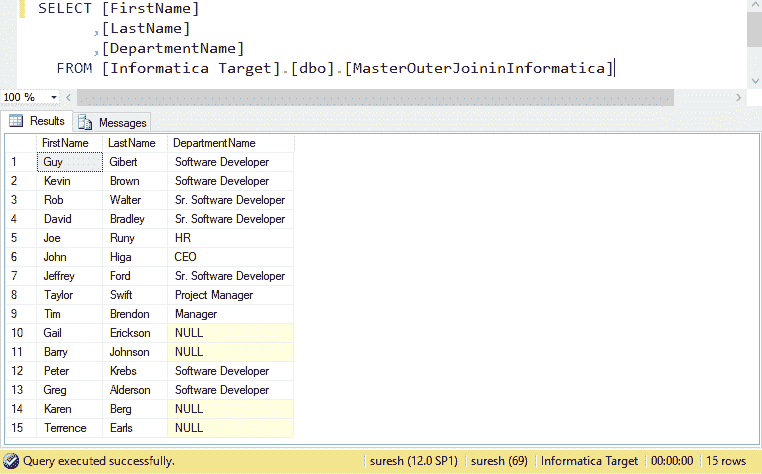 SELECT [FirstName]
,[LastName]
,[DepartmentName]
FROM [Informatica Target].[dbo].[MasterOuterJoininInformatica]
100 %
Results Messages
FirstName LastName DepartmentName
1 Guy Gibert Software Developer
2 Kevin Brown Software Developer
3 Rob Walter Sr. Software Developer
4 David Bradley Sr. Software Developer
5 Joe Runy HR
6 John Higa CEO
7 Jeffrey Ford Sr. Software Developer
8 Taylor Swift Project Manager
9 Tim Brendon Manager
10 Gail Erickson NULL
11 Barry Johnson NULL
12 Peter Krebs Software Developer
13 Greg Alderson Software Developer
14 Karen Berg NULL
15 Terrence Earls NULL
Query executed successfully. suresh (12.0 SP1) suresh (69) Informatica Target 00:00:00 15 rows